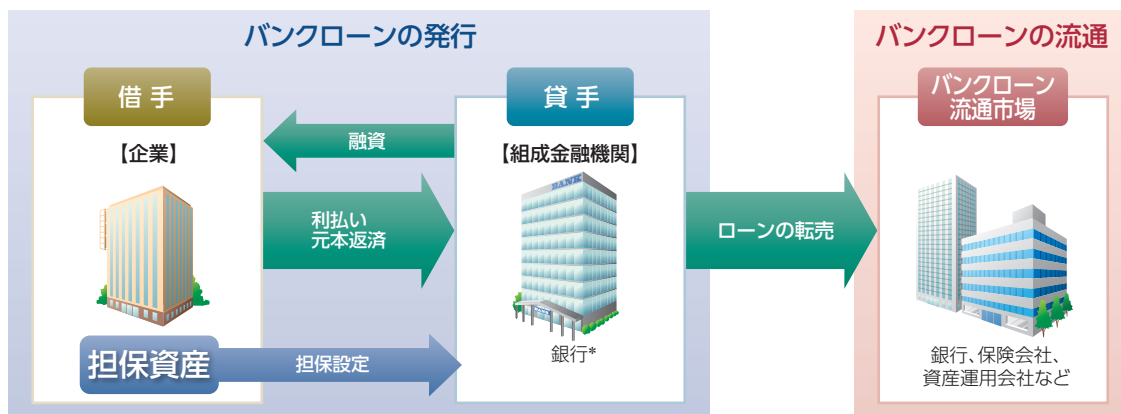 バンクローンの発行
借手
【企業】
融資
利払い
元本返済
担保資産
担保設定
貸手
【組成金融機関】
BANK
銀行*
ローンの転売
バンクローンの流通
バンクローン
流通市場
銀行、保険会社、
資産運用会社など